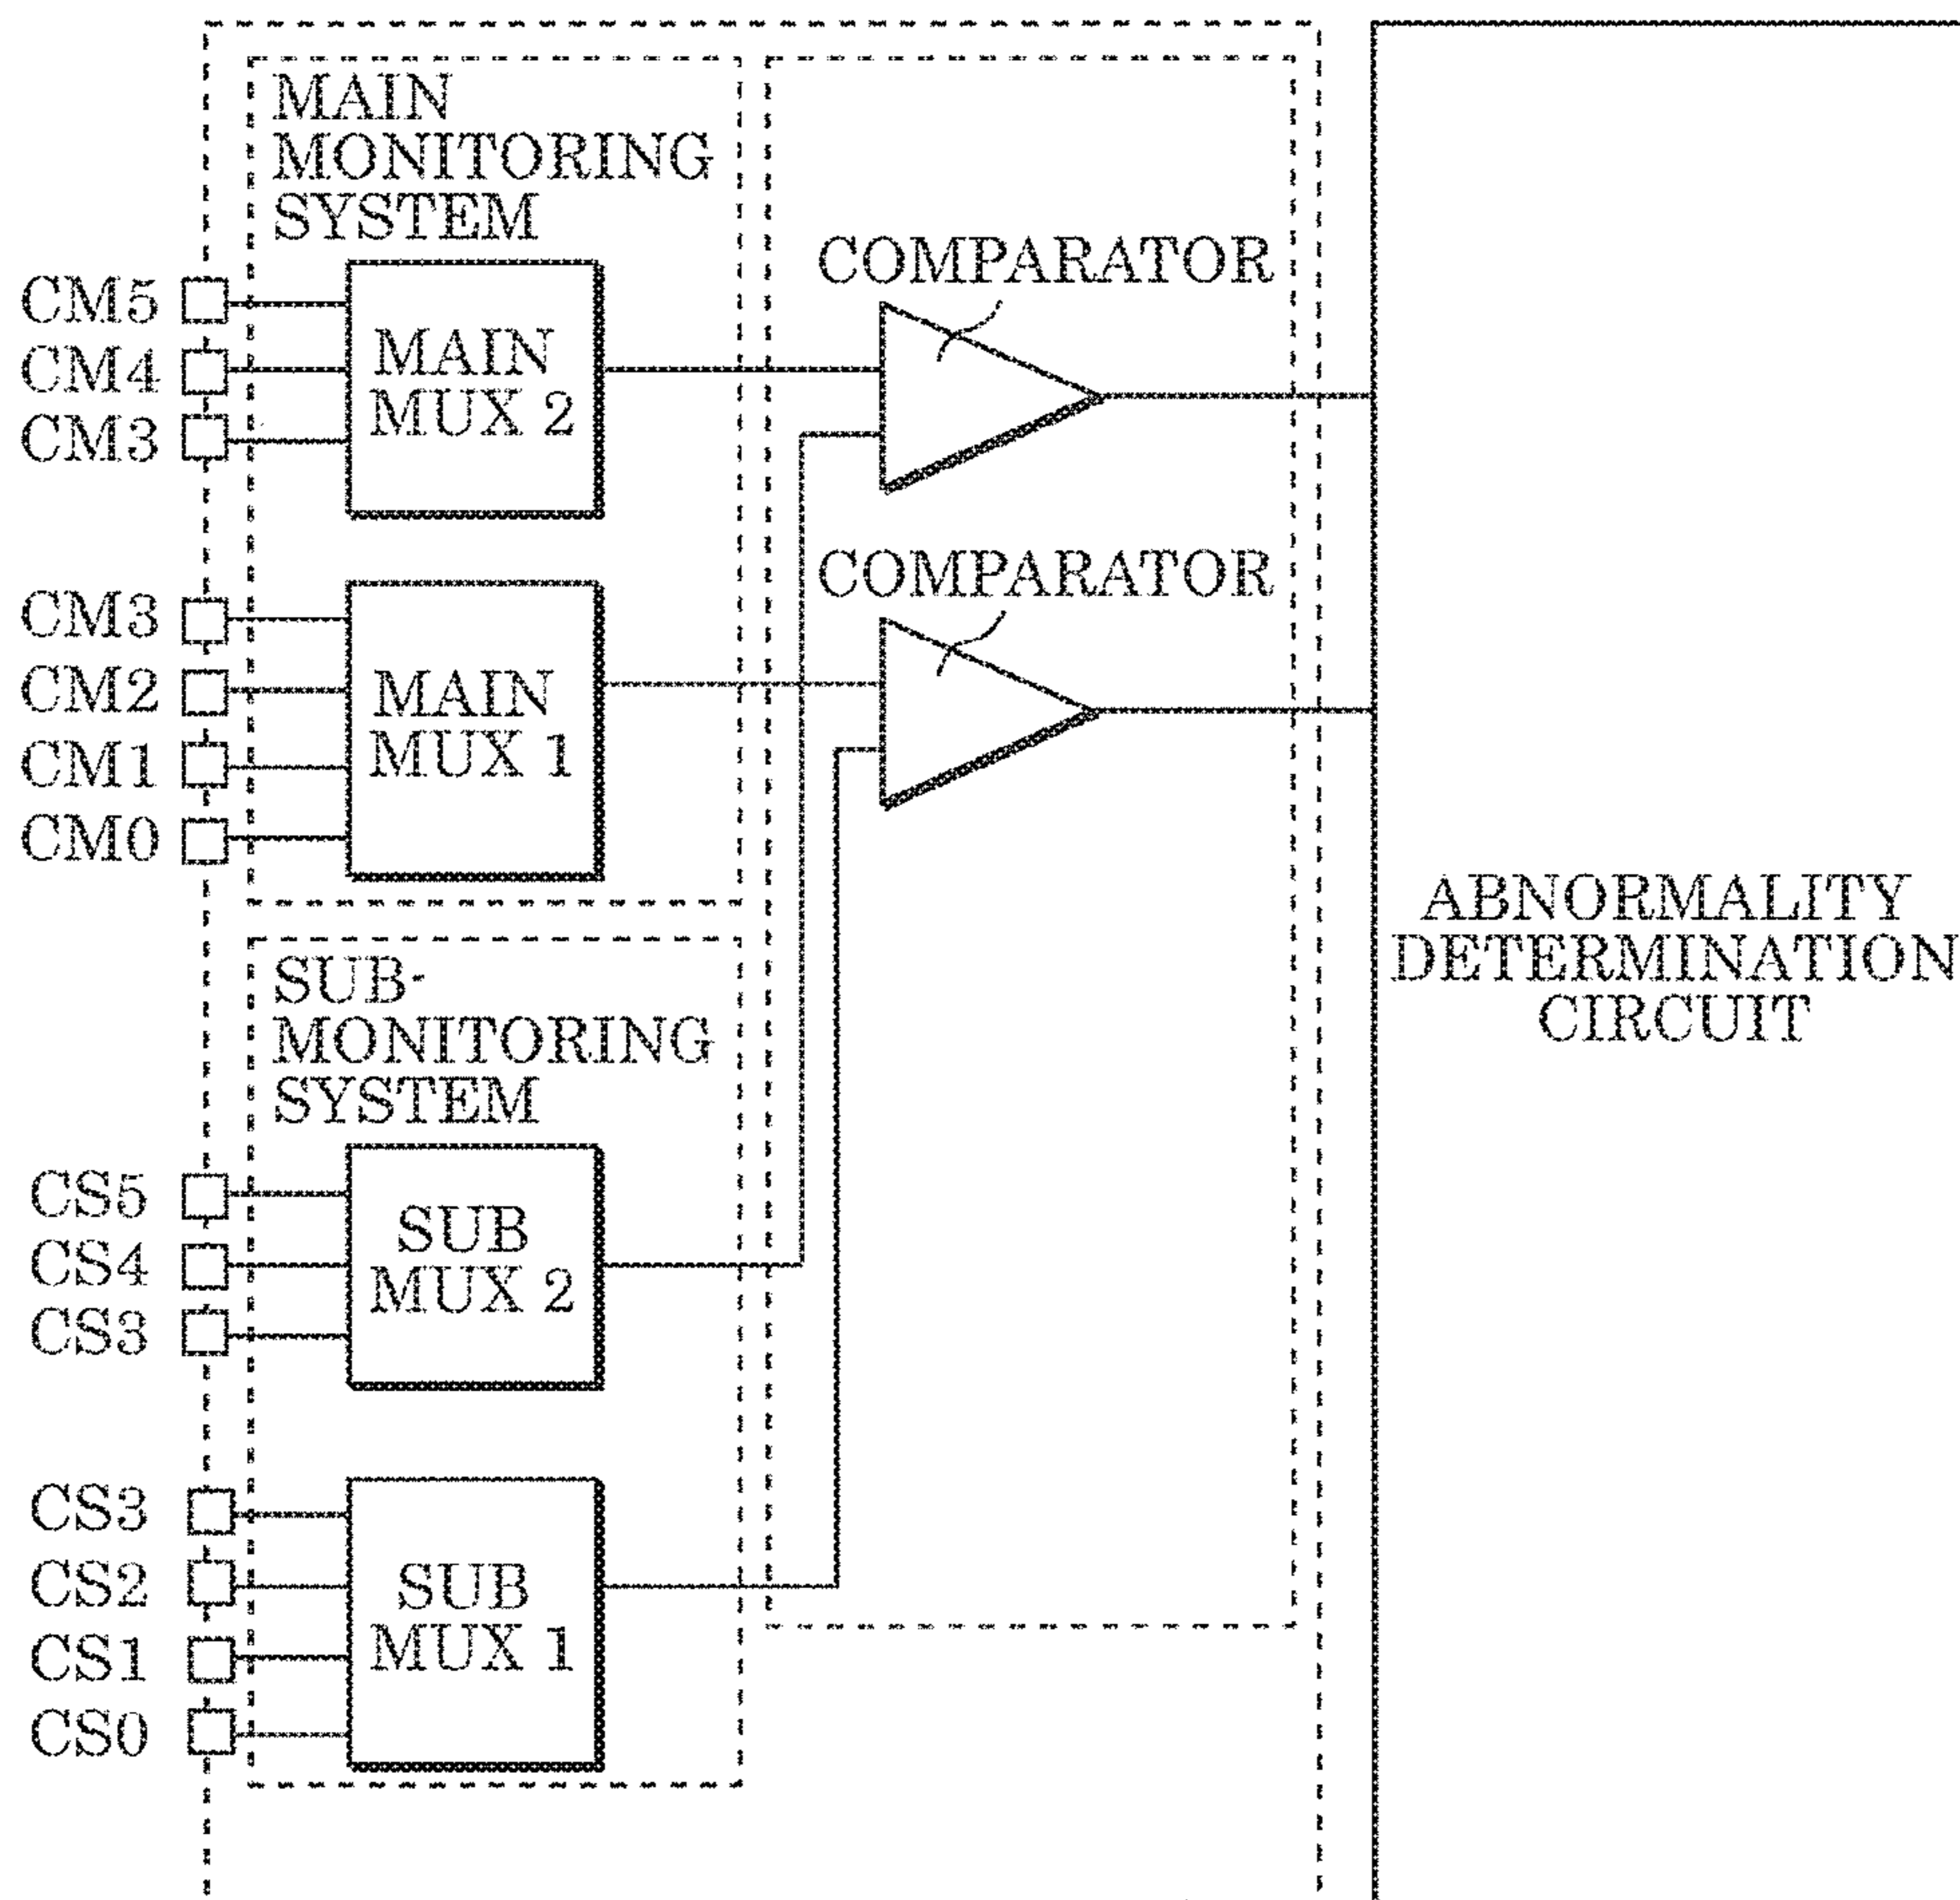 MAIN
MONITORING
SYSTEM
COMPARATOR
CM5
CM4
CM3
MAIN
MUX 2
COMPARATOR
CM3
CM2
CM1
CM0
MAIN
MUX 1
ABNORMALITY
DETERMINATION
CIRCUIT
SUB-
MONITORING
SYSTEM
CS5
CS4
CS3
SUB
MUX 2
CS3
CS2
CS1
CS0
SUB
MUX 1